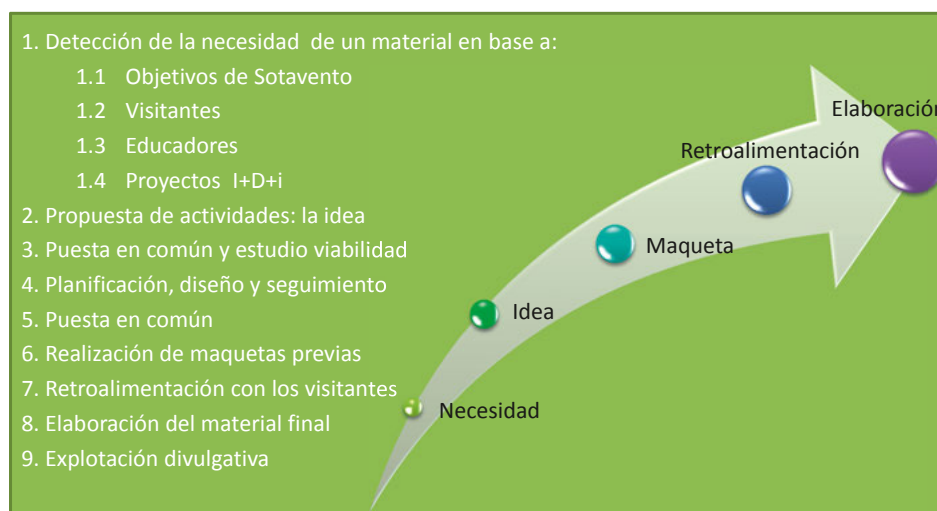 1. Detección de la necesidad de un material en base a:
1.1 Objetivos de Sotavento
1.2 Visitantes
1.3 Educadores
1.4 Proyectos I+D+i
2. Propuesta de actividades: la idea
3. Puesta en común y estudio viabilidad
4. Planificación, diseño y seguimiento
5. Puesta en común
6. Realización de maquetas previas
7. Retroalimentación con los visitantes
8. Elaboración del material final
9. Explotación divulgativa
Elaboración
Retroalimentación
Maqueta
Idea
Necesidad